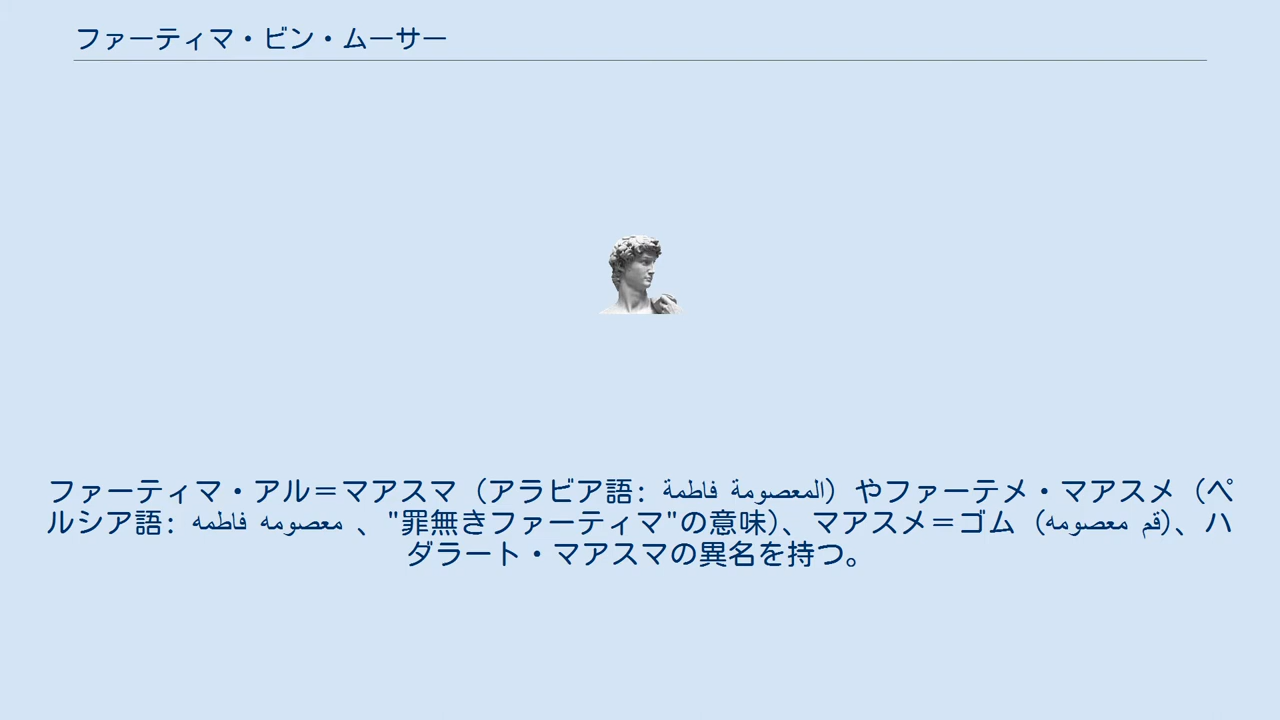 ファーティマ・ビン・ムーサー
ファーティマ・アル＝マアスマ（アラビア語: المعصومة فاطمة）やファーテメ・マアスメ（ペ
ルシア語: معصومه فاطمه 、"罪無きファーティマ"の意味）、マアスメ＝ゴム（قم معصومه）、ハ
ダラート・マアスマの異名を持つ。